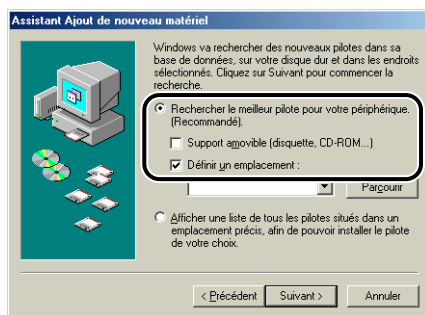 Assistant Ajout de nouveau matériel
Windows va rechercher des nouveaux pilotes dans sa
base de données, sur votre disque dur et dans les endroits
sélectionnés. Cliquez sur Suivant pour commencer la
recherche.
Rechercher le meilleur pilote pour votre périphérique.
(Recommandé).
Support amovible (disquette, CD-ROM...)
Définir un emplacement :
Parcourir
Afficher une liste de tous les pilotes situés dans un
emplacement précis, afin de pouvoir installer le pilote
de votre choix.
< Précédent Suivant > Annuler